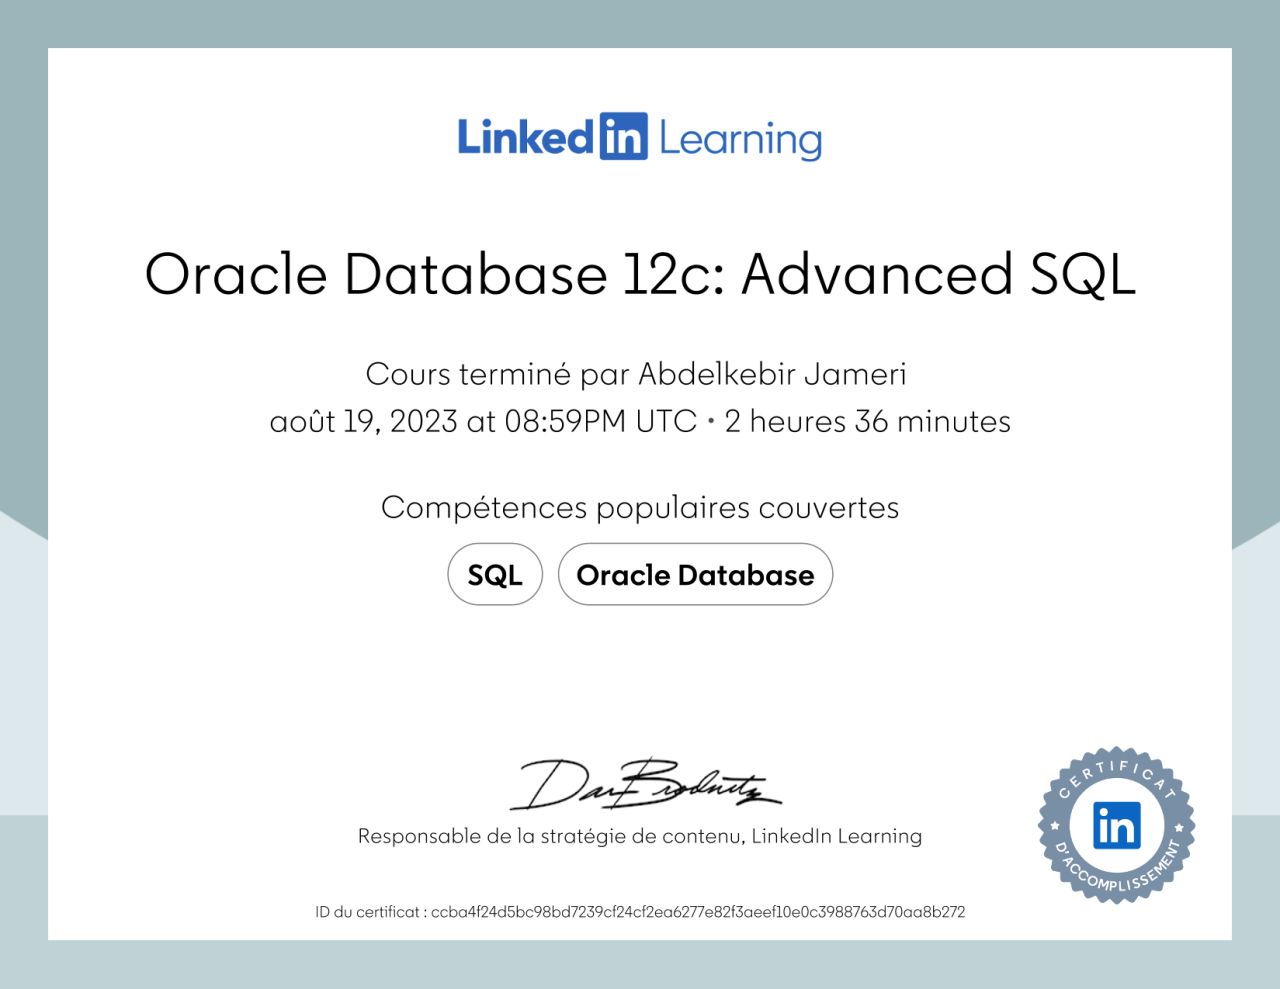 LinkedIn Learning
Oracle Database 12c: Advanced SQL
Cours terminé par Abdelkebir Jameri
août 19, 2023 at 08:59PM UTC • 2 heures 36 minutes
Compétences populaires couvertes
SQL
Oracle Database
Dan Brodnitz
Responsable de la stratégie de contenu, LinkedIn Learning
CERTIFICAT
in
D'ACCOMPLISSEMENT
ID du certificat : ccba4f24d5bc98bd7239cf24cf2ea6277e82f3aeef10e0c3988763d70aa8b272